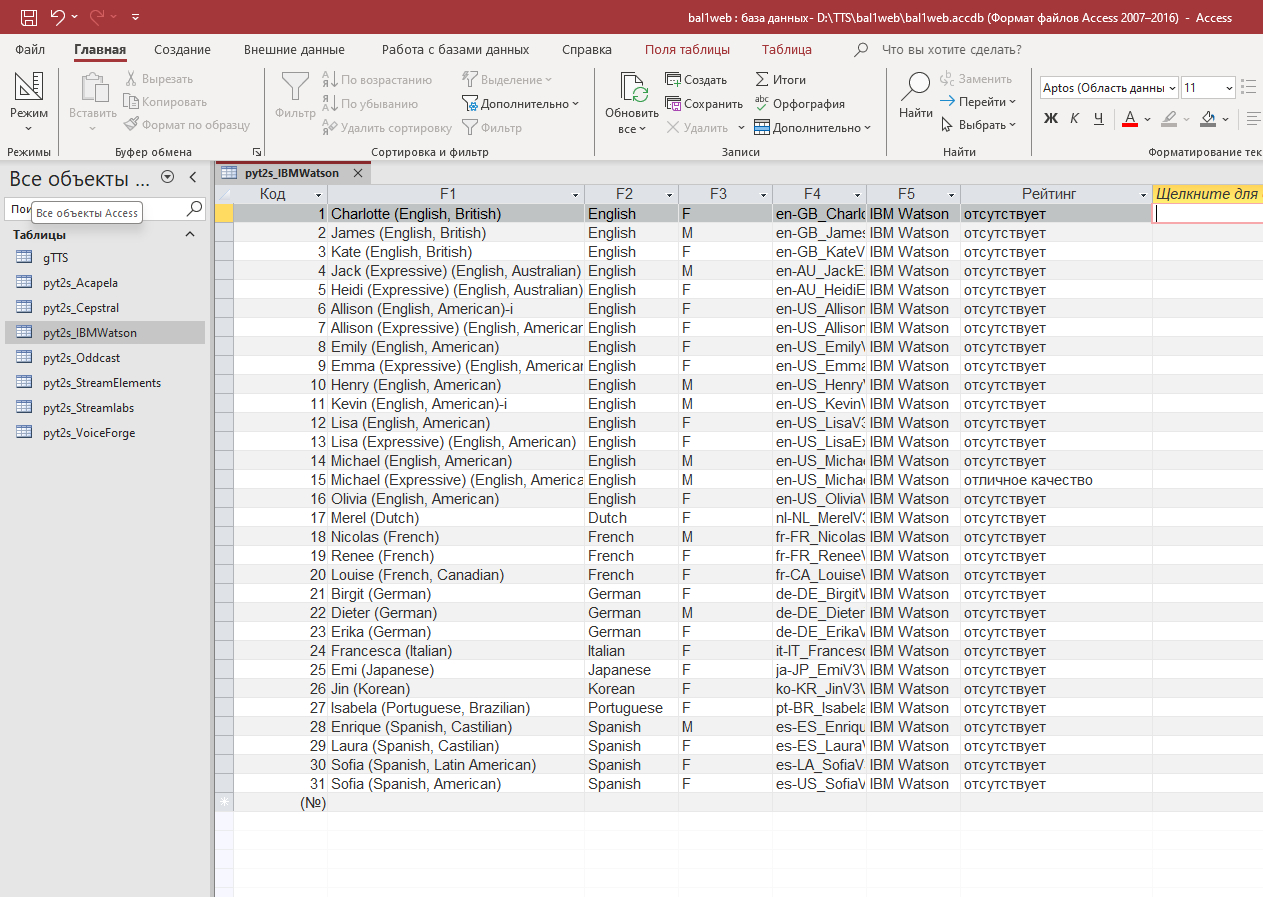 bal1web : база данных- D:\TTS\bal1web\bal1web.accdb (Формат файлов Access 2007–2016) - Access
Файл Главная Создание Внешние данные Работа с базами данных Справка Поля таблицы Таблица Что вы хотите сделать?
Режим
Режимы
Вставить
Вырезать
Копировать
Формат по образцу
Буфер обмена
Фильтр
По возрастанию
По убыванию
Удалить сортировку
Выделение
Дополнительно
Фильтр
Сортировка и фильтр
Обновить все
Создать
Сохранить
Удалить
Итоги
Орфография
Дополнительно
Записи
Найти
Заменить
Перейти
Выбрать
Найти
Aptos (Область данны 11
Ж К Ч А
Форматирование тек
Все объекты ...
Пои
Все объекты Access
Таблицы
gTTS
pyt2s_Acapela
pyt2s_Cepstral
pyt2s_IBMWatson
pyt2s_Oddcast
pyt2s_StreamElements
pyt2s_Streamlabs
pyt2s_VoiceForge
pyt2s_IBMWatson
Код F1 F2 F3 F4 F5 Рейтинг Щелкните для
1 Charlotte (English, British) English F en-GB_Charlo IBM Watson отсутствует
2 James (English, British) English M en-GB_James IBM Watson отсутствует
3 Kate (English, British) English F en-GB_KateV IBM Watson отсутствует
4 Jack (Expressive) (English, Australian) English M en-AU_JackEx IBM Watson отсутствует
5 Heidi (Expressive) (English, Australian) English F en-AU_HeidiE IBM Watson отсутствует
6 Allison (English, American)-i English F en-US_Allison IBM Watson отсутствует
7 Allison (Expressive) (English, American English F en-US_Allison IBM Watson отсутствует
8 Emily (English, American) English F en-US_EmilyV IBM Watson отсутствует
9 Emma (Expressive) (English, American English F en-US_Emma IBM Watson отсутствует
10 Henry (English, American) English M en-US_HenryV IBM Watson отсутствует
11 Kevin (English, American)-i English M en-US_KevinV IBM Watson отсутствует
12 Lisa (English, American) English F en-US_LisaV3 IBM Watson отсутствует
13 Lisa (Expressive) (English, American) English F en-US_LisaEx IBM Watson отсутствует
14 Michael (English, American) English M en-US_Michae IBM Watson отсутствует
15 Michael (Expressive) (English, America English M en-US_Michae IBM Watson отличное качество
16 Olivia (English, American) English F en-US_OliviaV IBM Watson отсутствует
17 Merel (Dutch) Dutch F nl-NL_MerelV3 IBM Watson отсутствует
18 Nicolas (French) French M fr-FR_Nicolas IBM Watson отсутствует
19 Renee (French) French F fr-FR_ReneeV IBM Watson отсутствует
20 Louise (French, Canadian) French F fr-CA_LouiseV IBM Watson отсутствует
21 Birgit (German) German F de-DE_BirgitV IBM Watson отсутствует
22 Dieter (German) German M de-DE_Dieter IBM Watson отсутствует
23 Erika (German) German F de-DE_ErikaV IBM Watson отсутствует
24 Francesca (Italian) Italian F it-IT_Francesc IBM Watson отсутствует
25 Emi (Japanese) Japanese F ja-JP_EmiV3V IBM Watson отсутствует
26 Jin (Korean) Korean F ko-KR_JinV3V IBM Watson отсутствует
27 Isabela (Portuguese, Brazilian) Portuguese F pt-BR_Isabela IBM Watson отсутствует
28 Enrique (Spanish, Castilian) Spanish M es-ES_Enriqu IBM Watson отсутствует
29 Laura (Spanish, Castilian) Spanish F es-ES_LauraV IBM Watson отсутствует
30 Sofia (Spanish, Latin American) Spanish F es-LA_SofiaV3 IBM Watson отсутствует
31 Sofia (Spanish, American) Spanish F es-US_SofiaV IBM Watson отсутствует
(№)